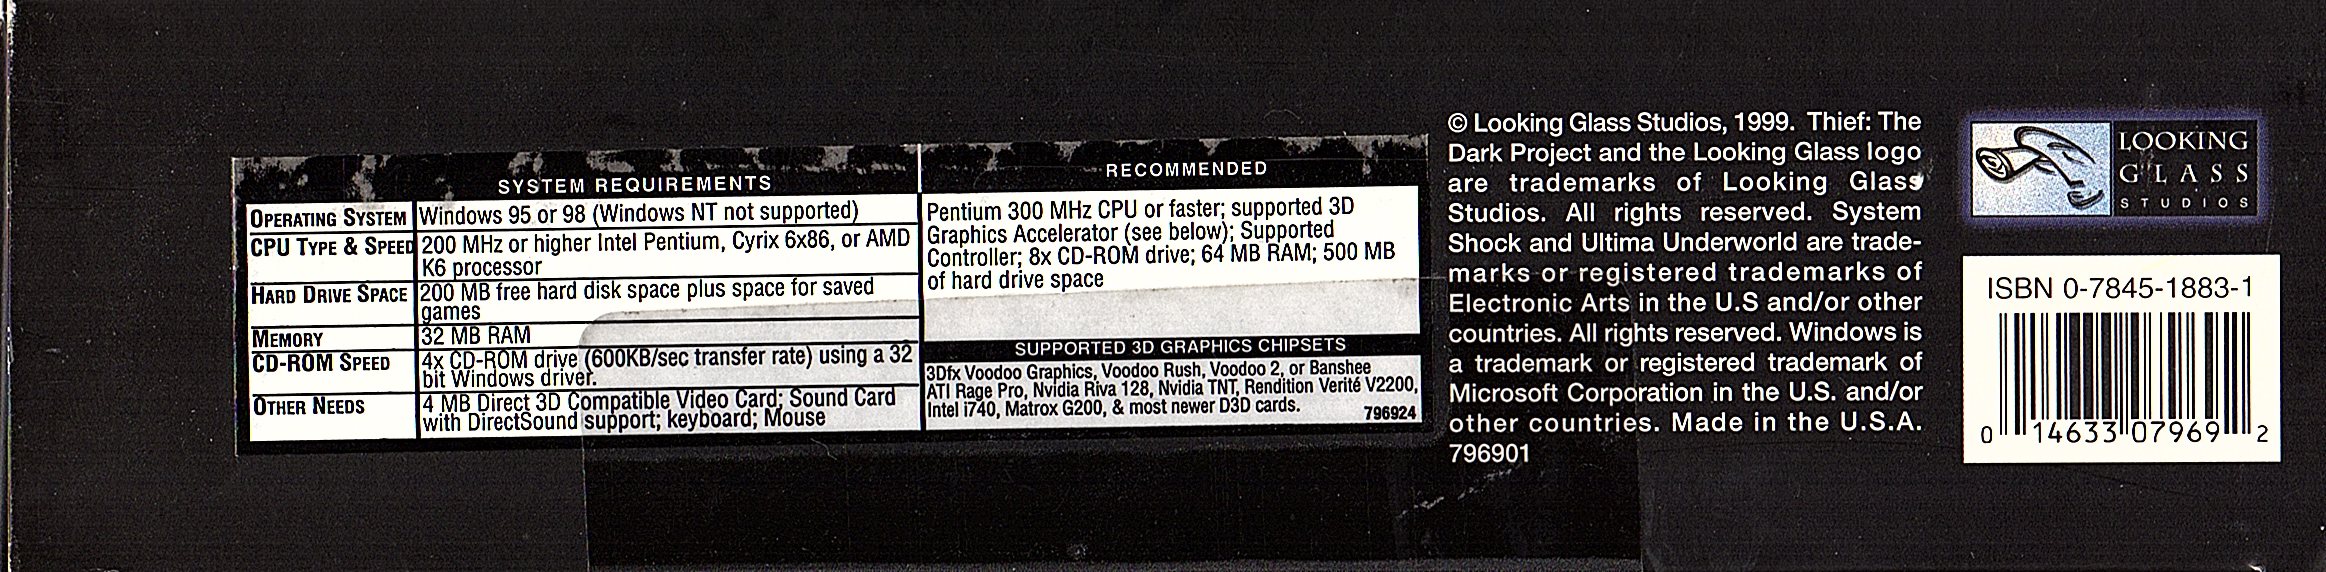 SYSTEM REQUIREMENTS
OPERATING SYSTEM Windows 95 or 98 (Windows NT not supported)
CPU TYPE & SPEED 200 MHz or higher Intel Pentium, Cyrix 6x86, or AMD
K6 processor
HARD DRIVE SPACE 200 MB free hard disk space plus space for saved
games
MEMORY 32 MB RAM
CD-ROM SPEED 4x CD-ROM drive (600KB/sec transfer rate) using a 32
bit Windows driver.
OTHER NEEDS 4 MB Direct 3D Compatible Video Card; Sound Card
with DirectSound support; keyboard; Mouse
RECOMMENDED
Pentium 300 MHz CPU or faster; supported 3D
Graphics Accelerator (see below); Supported
Controller; 8x CD-ROM drive; 64 MB RAM; 500 MB
of hard drive space
SUPPORTED 3D GRAPHICS CHIPSETS
3Dfx Voodoo Graphics, Voodoo Rush, Voodoo 2, or Banshee
ATI Rage Pro, Nvidia Riva 128, Nvidia TNT, Rendition Verité V2200,
Intel i740, Matrox G200, & most newer D3D cards.
796924
© Looking Glass Studios, 1999. Thief: The
Dark Project and the Looking Glass logo
are trademarks of Looking Glass
Studios. All rights reserved. System
Shock and Ultima Underworld are trade-
marks or registered trademarks of
Electronic Arts in the U.S and/or other
countries. All rights reserved. Windows is
a trademark or registered trademark of
Microsoft Corporation in the U.S. and/or
other countries. Made in the U.S.A.
796901
LOOKING
GLASS
STUDIOS
ISBN 0-7845-1883-1
0 14633 07969 2